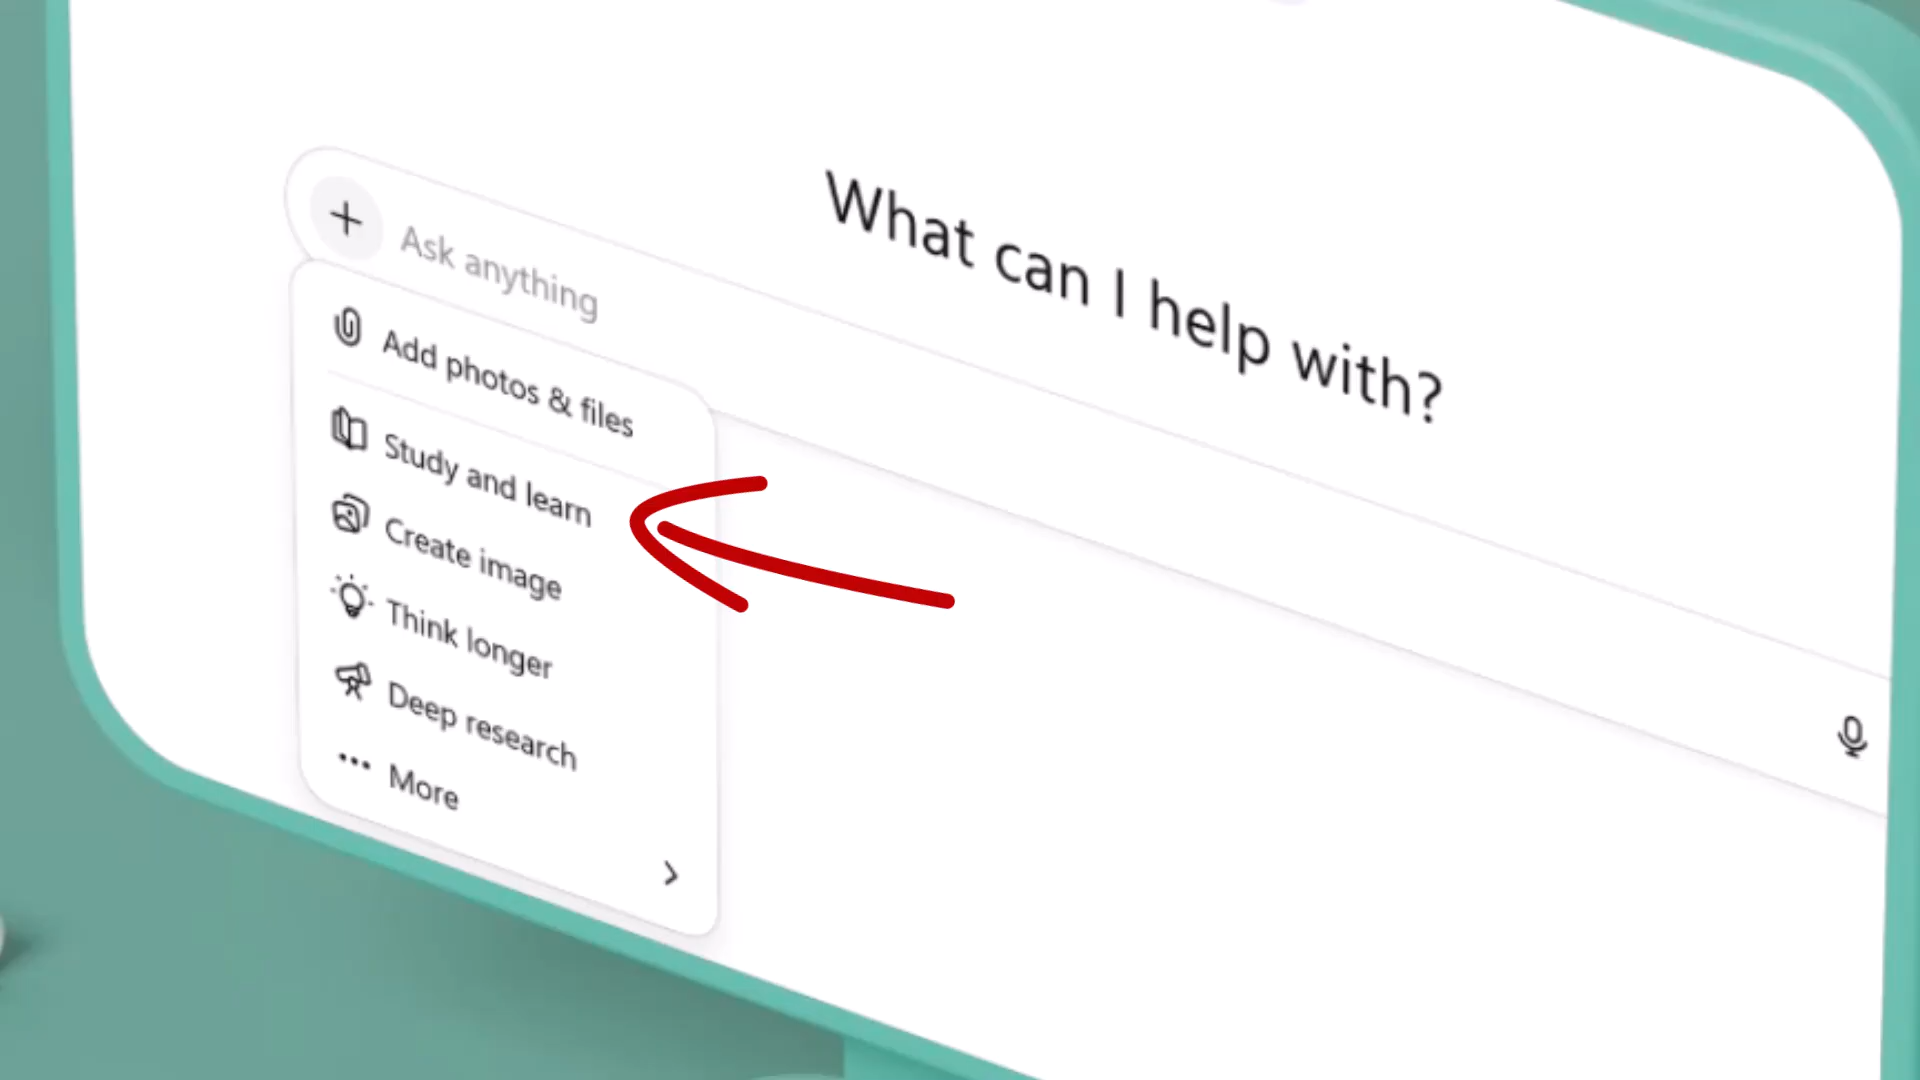 What can I help with?
Ask anything
Add photos & files
Study and learn
Create image
Think longer
Deep research
More